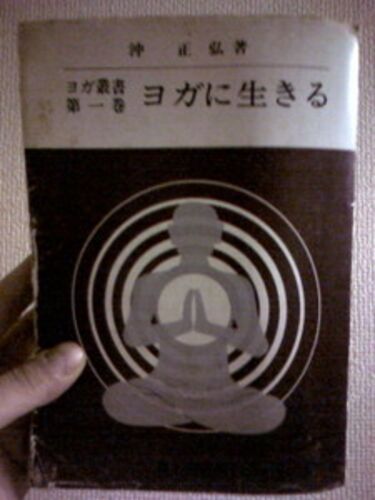 沖 正弘著
ヨガ叢書
第一巻
ヨガに生きる